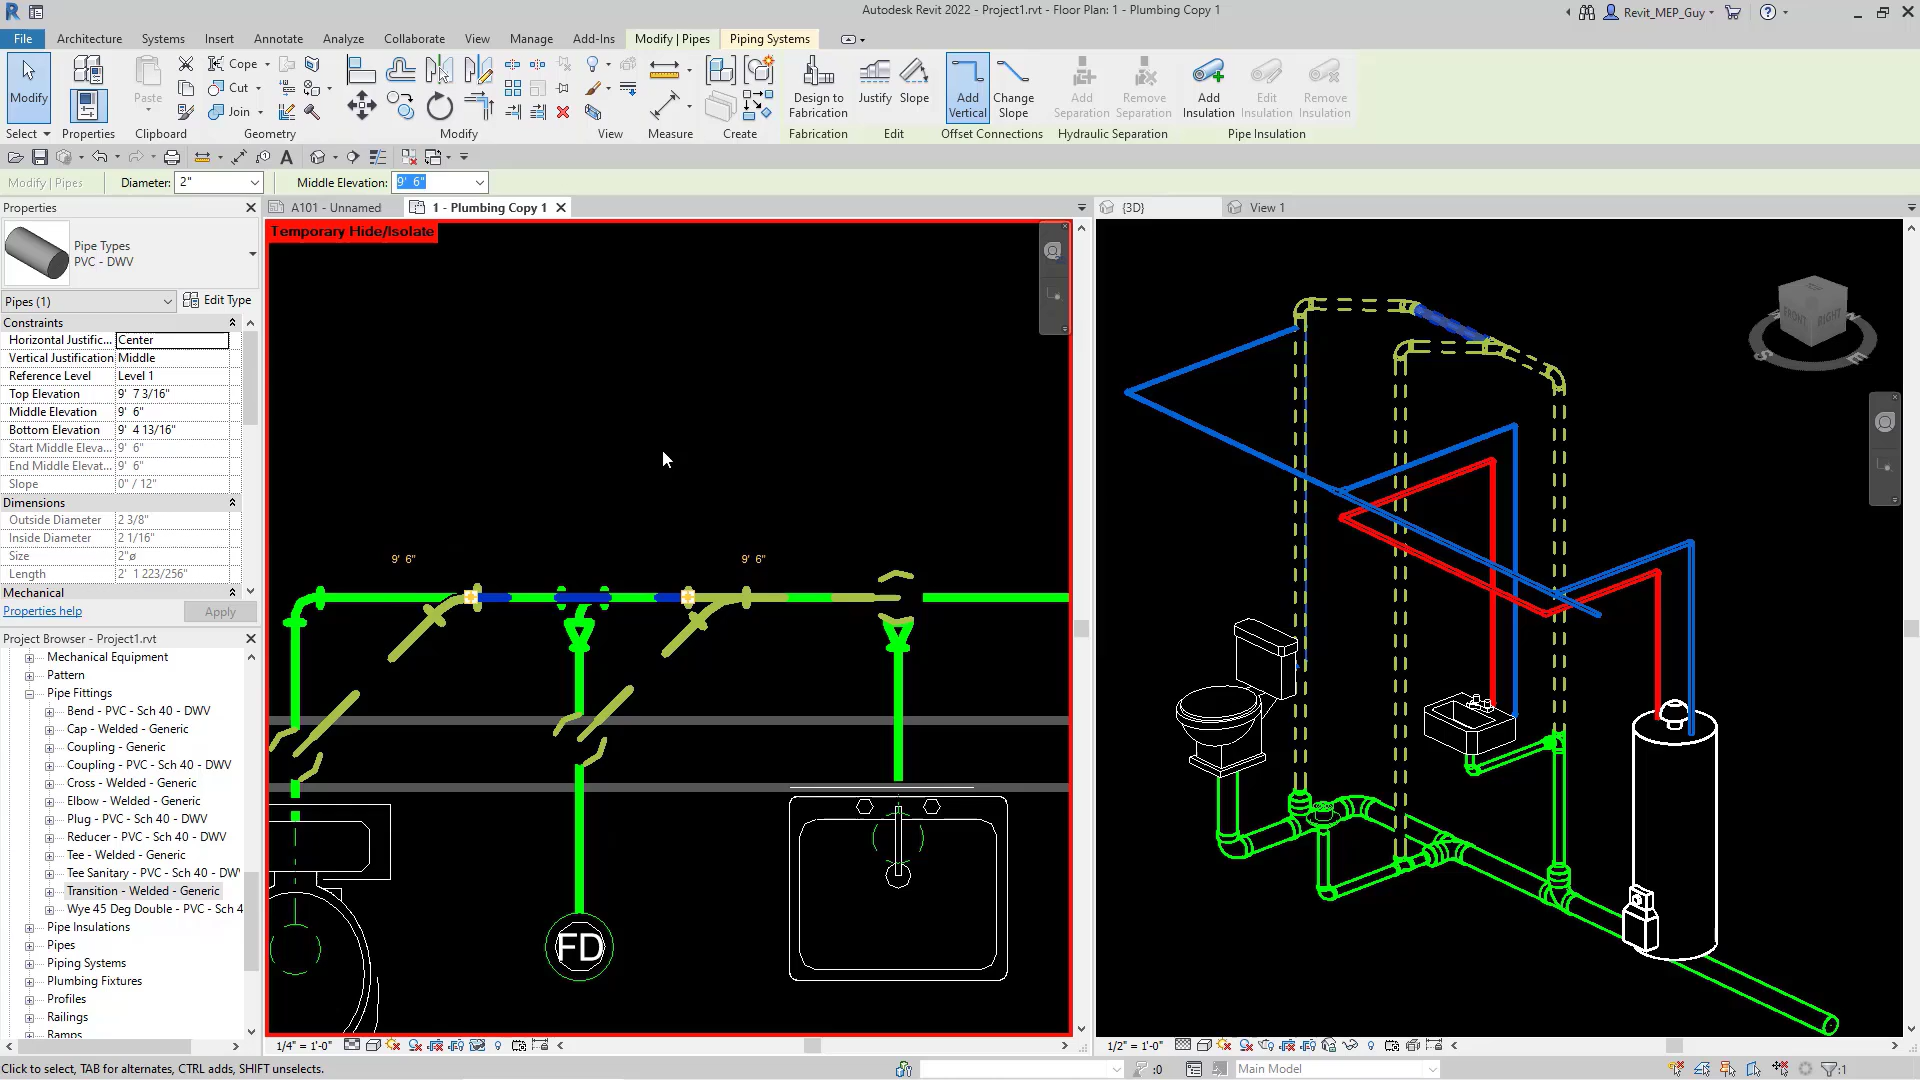 Autodesk Revit 2022 - Project1.rvt - Floor Plan: 1 - Plumbing Copy 1
Revit_MEP_Guy
File Architecture Systems Insert Annotate Analyze Collaborate View Manage Add-Ins Modify | Pipes Piping Systems
Modify
Paste
Cope
Cut
Join
Design to Fabrication
Justify Slope
Add Vertical
Change Slope
Add Separation
Remove Separation
Add Insulation
Edit Insulation
Remove Insulation
Select Properties Clipboard Geometry Modify View Measure Create Fabrication Edit Offset Connections Hydraulic Separation Pipe Insulation
Modify | Pipes Diameter: 2" Middle Elevation: 9' 6"
Properties
A101 - Unnamed
1 - Plumbing Copy 1
{3D}
View 1
Pipe Types
PVC - DWV
Pipes (1) Edit Type
Constraints
Horizontal Justific... Center
Vertical Justification Middle
Reference Level Level 1
Top Elevation 9' 7 3/16"
Middle Elevation 9' 6"
Bottom Elevation 9' 4 13/16"
Start Middle Eleva... 9' 6"
End Middle Elevat... 9' 6"
Slope 0" / 12"
Dimensions
Outside Diameter 2 3/8"
Inside Diameter 2 1/16"
Size 2"ø
Length 2' 1 223/256"
Mechanical
Properties help Apply
Project Browser - Project1.rvt
Mechanical Equipment
Pattern
Pipe Fittings
Bend - PVC - Sch 40 - DWV
Cap - Welded - Generic
Coupling - Generic
Coupling - PVC - Sch 40 - DWV
Cross - Welded - Generic
Elbow - Welded - Generic
Plug - PVC - Sch 40 - DWV
Reducer - PVC - Sch 40 - DWV
Tee - Welded - Generic
Tee Sanitary - PVC - Sch 40 - DWV
Transition - Welded - Generic
Wye 45 Deg Double - PVC - Sch 4
Pipe Insulations
Pipes
Piping Systems
Plumbing Fixtures
Profiles
Railings
Ramps
Temporary Hide/Isolate
9' 6"
9' 6"
FD
FRONT
RIGHT
S
E
1/4" = 1'-0"
1/2" = 1'-0"
Click to select, TAB for alternates, CTRL adds, SHIFT unselects.
:0
Main Model
:1